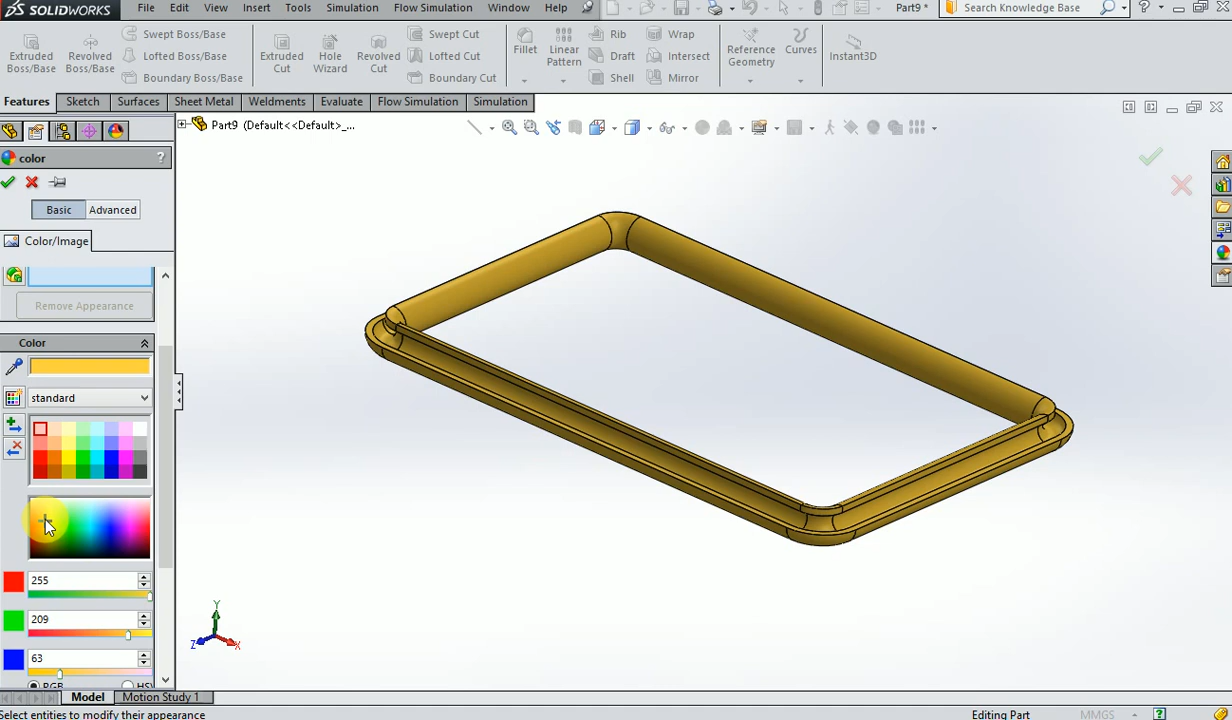 SOLIDWORKS File Edit View Insert Tools Simulation Flow Simulation Window Help Part9 * Search Knowledge Base
Extruded Boss/Base
Revolved Boss/Base
Swept Boss/Base
Lofted Boss/Base
Boundary Boss/Base
Extruded Cut
Hole Wizard
Revolved Cut
Swept Cut
Lofted Cut
Boundary Cut
Fillet
Linear Pattern
Rib
Draft
Shell
Wrap
Intersect
Mirror
Reference Geometry
Curves
Instant3D
Features Sketch Surfaces Sheet Metal Weldments Evaluate Flow Simulation Simulation
Part9 (Default<<Default>_...
color ?
Basic Advanced
Color/Image
Remove Appearance
Color
standard
255
209
63
RGB HSV
Y
Z X
Model Motion Study 1
Select entities to modify their appearance Editing Part MMGS ?